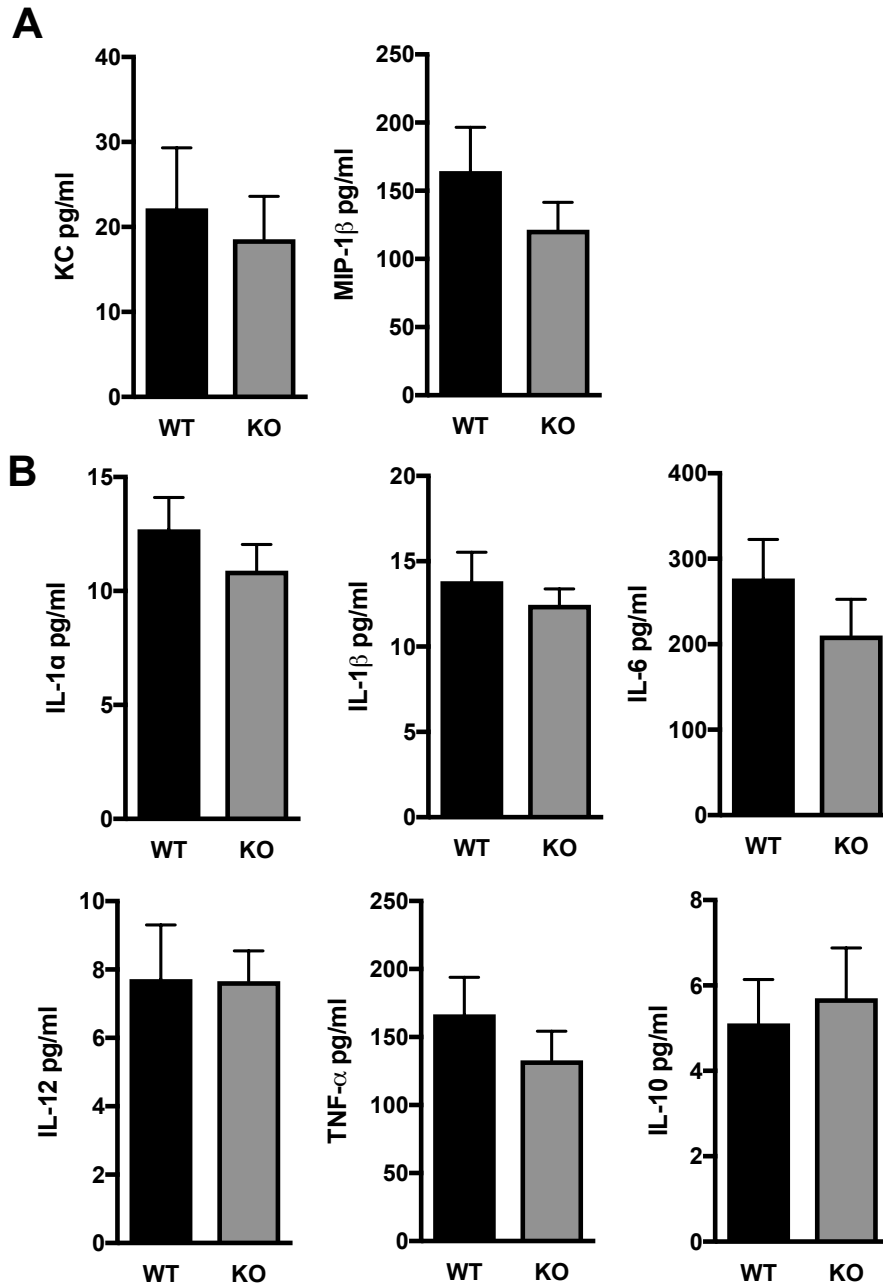 A
KC pg/ml
40
30
20
10
0
WT KO
MIP-1β pg/ml
250
200
150
100
50
0
WT KO
B
IL-1α pg/ml
15
10
5
0
WT KO
IL-1β pg/ml
20
15
10
5
0
WT KO
IL-6 pg/ml
400
300
200
100
0
WT KO
IL-12 pg/ml
10
8
6
4
2
0
WT KO
TNF-α pg/ml
250
200
150
100
50
0
WT KO
IL-10 pg/ml
8
6
4
2
0
WT KO